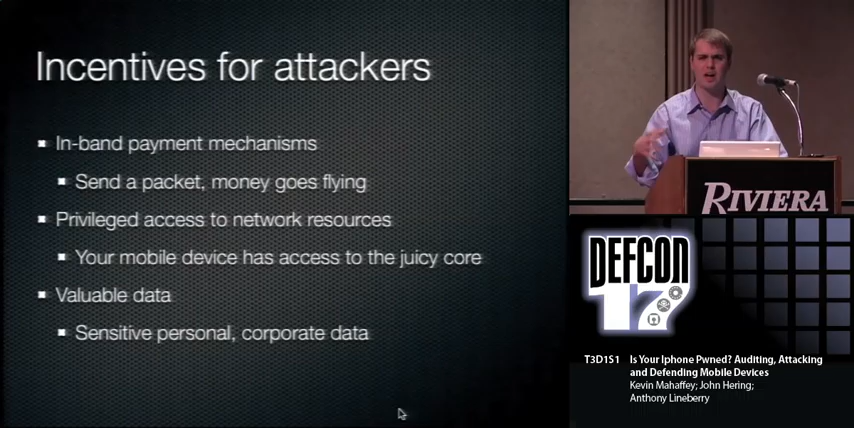 Incentives for attackers
In-band payment mechanisms
Send a packet, money goes flying
Privileged access to network resources
Your mobile device has access to the juicy core
Valuable data
Sensitive personal, corporate data
RIVIERA
DEFCON
17
T3D1S1 Is Your Iphone Pwned? Auditing, Attacking
and Defending Mobile Devices
Kevin Mahaffey; John Hering;
Anthony Lineberry